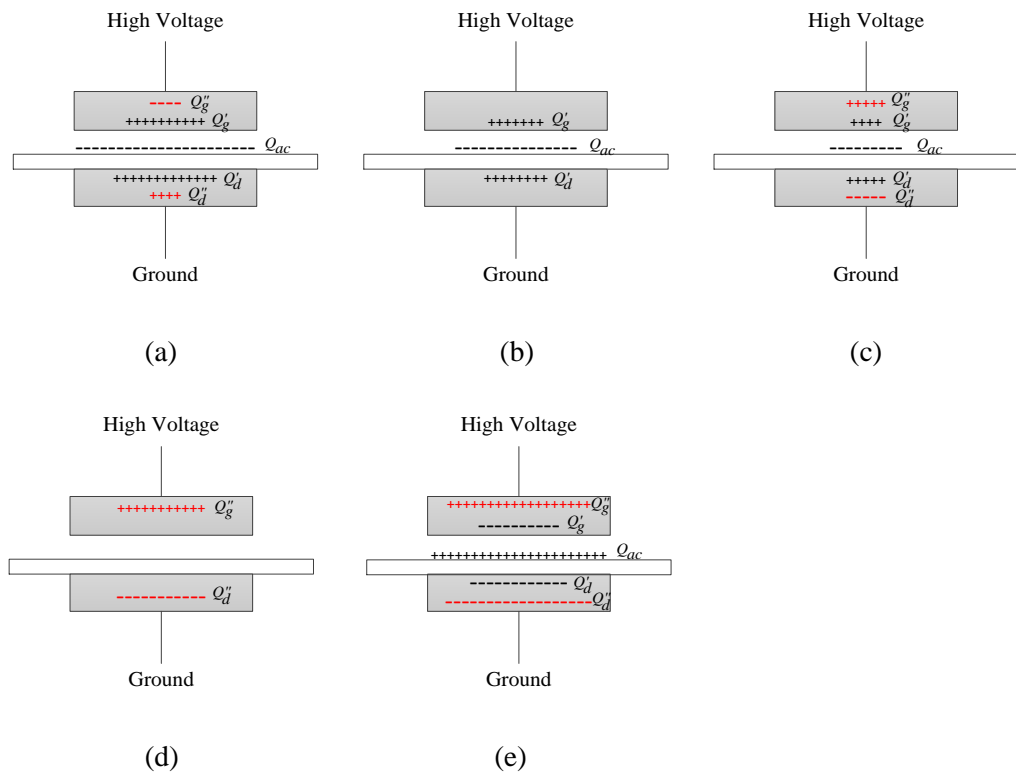 High Voltage
---- Q''g
++++++++++ Q'g
Qac
+++++++++++++ Q'd
++++ Q''d
Ground
(a)
High Voltage
+++++++ Q'g
Qac
++++++++ Q'd
Ground
(b)
High Voltage
+++++ Q''g
++++ Q'g
Qac
+++++ Q'd
----- Q''d
Ground
(c)
High Voltage
+++++++++++ Q''g
Q''d
Ground
(d)
High Voltage
Q''g
Q'g
Qac
Q'd
Q''d
Ground
(e)